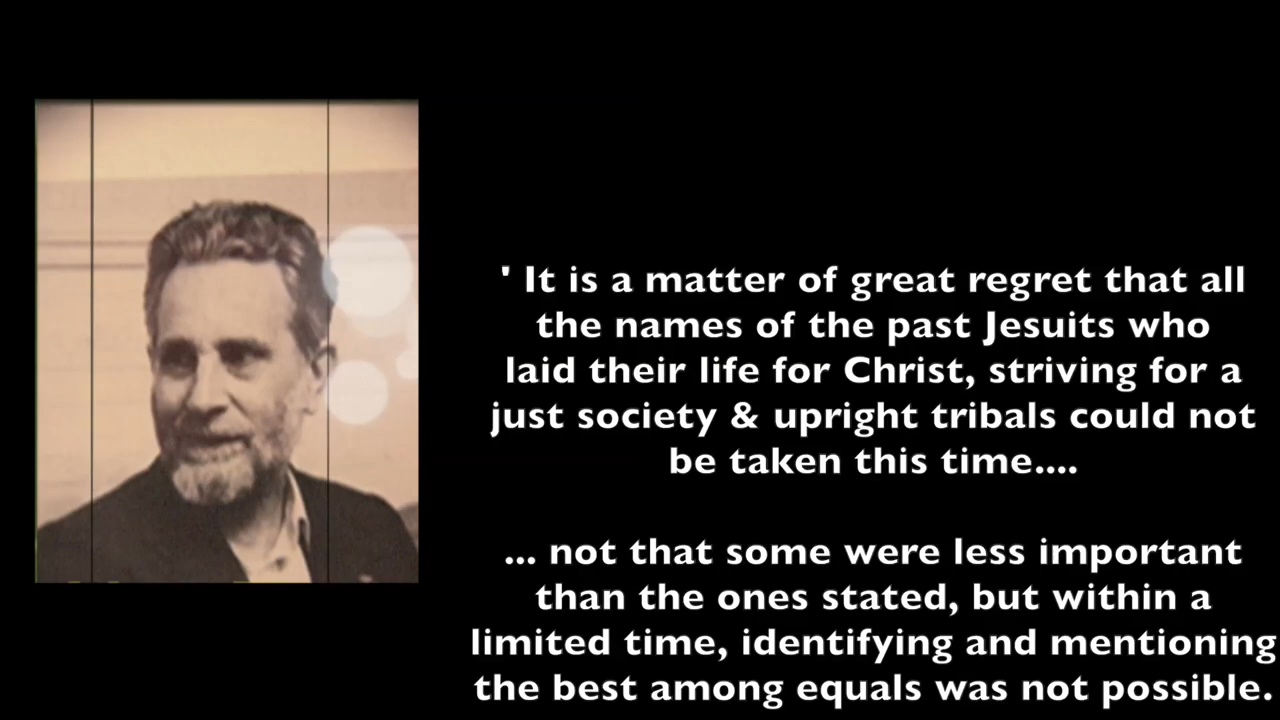 ' It is a matter of great regret that all
the names of the past Jesuits who
laid their life for Christ, striving for a
just society & upright tribals could not
be taken this time....
... not that some were less important
than the ones stated, but within a
limited time, identifying and mentioning
the best among equals was not possible.